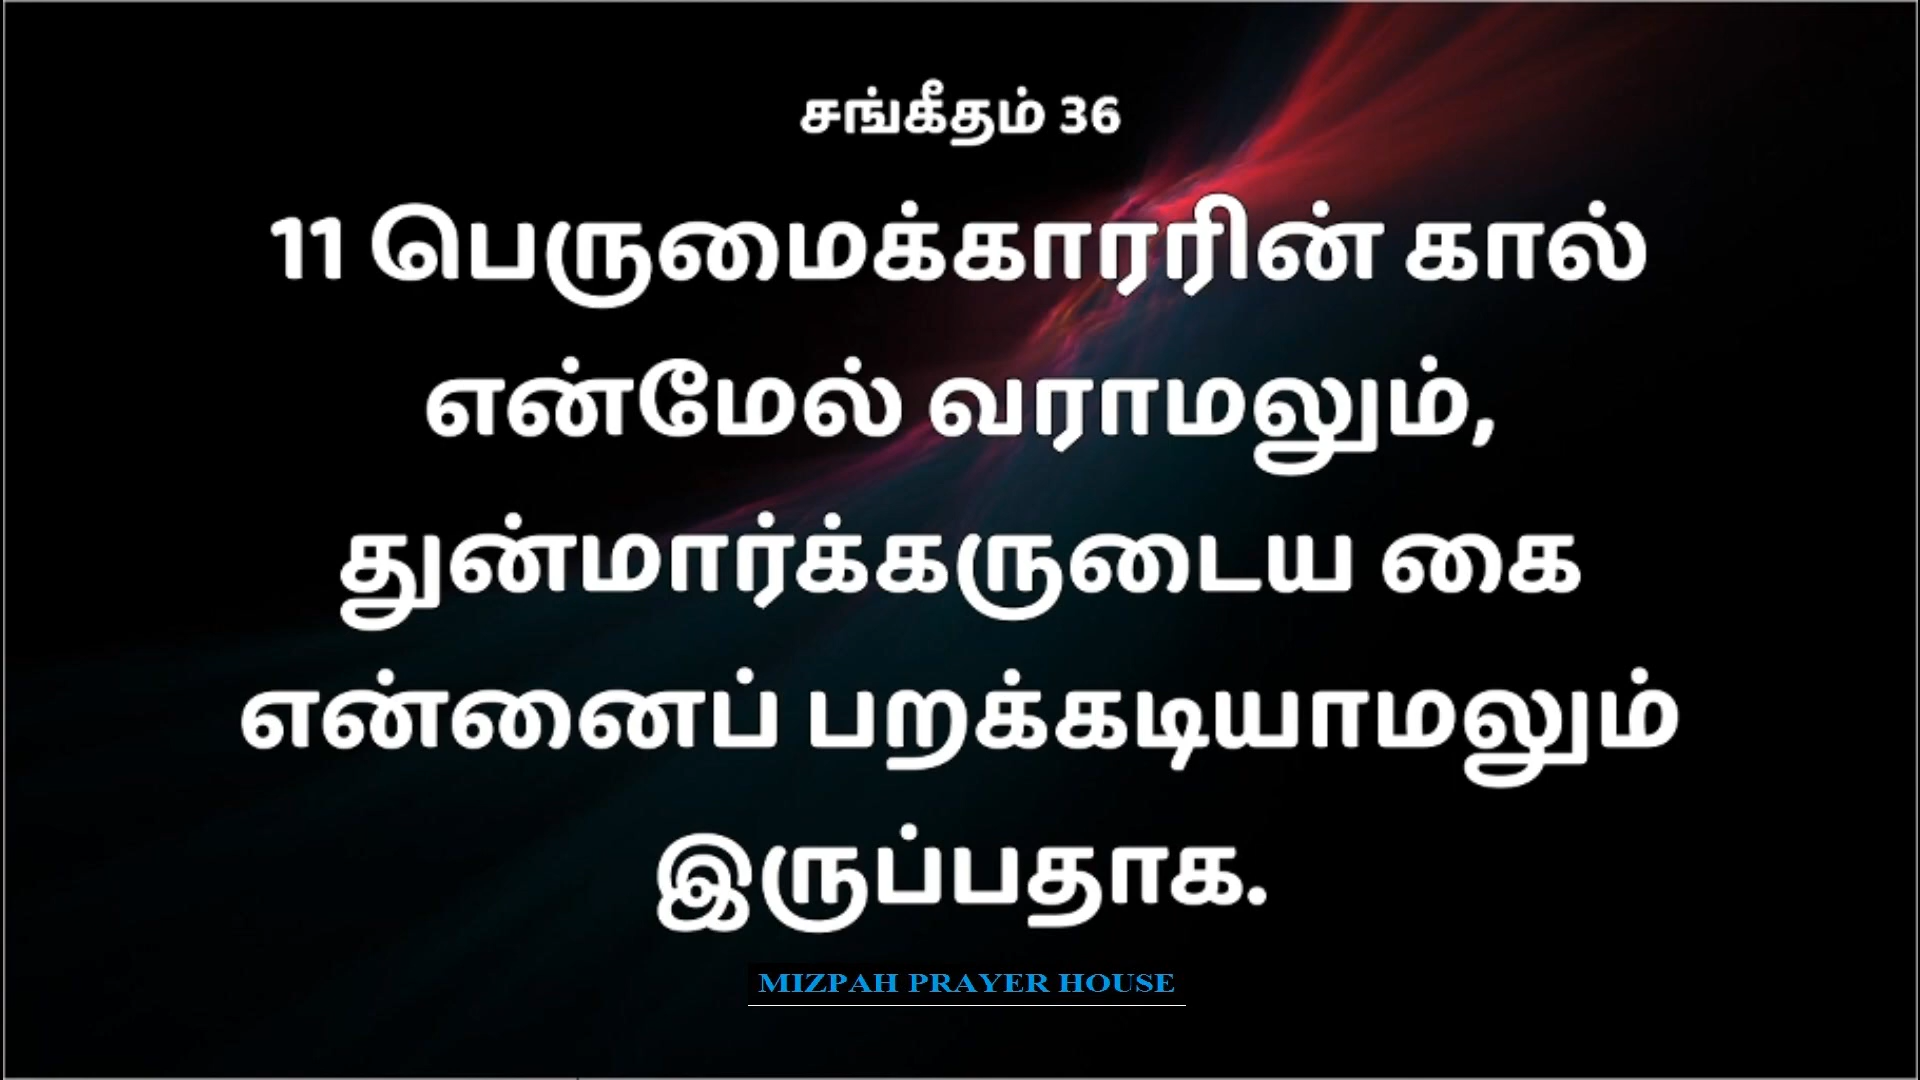 சங்கீதம் 36
11 பெருமைக்காரரின் கால்
என்மேல் வராமலும்,
துன்மார்க்கருடைய கை
என்னைப் பறக்கடியாமலும்
இருப்பதாக.
MIZPAH PRAYER HOUSE